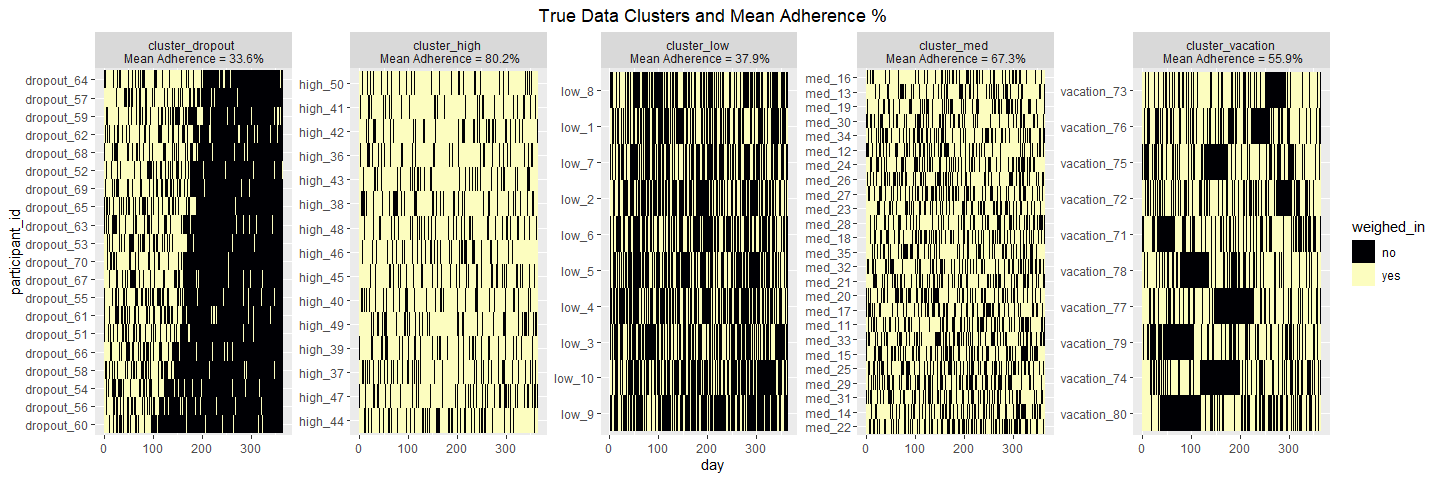 True Data Clusters and Mean Adherence %
cluster_dropout
Mean Adherence = 33.6%
cluster_high
Mean Adherence = 80.2%
cluster_low
Mean Adherence = 37.9%
cluster_med
Mean Adherence = 67.3%
cluster_vacation
Mean Adherence = 55.9%
participant_id
dropout_64
dropout_57
dropout_59
dropout_62
dropout_68
dropout_52
dropout_69
dropout_65
dropout_63
dropout_53
dropout_70
dropout_67
dropout_55
dropout_61
dropout_51
dropout_66
dropout_58
dropout_54
dropout_56
dropout_60
high_50
high_41
high_42
high_36
high_43
high_38
high_48
high_46
high_45
high_40
high_49
high_39
high_37
high_47
high_44
low_8
low_1
low_7
low_2
low_6
low_5
low_4
low_3
low_10
low_9
med_16
med_13
med_19
med_30
med_34
med_12
med_24
med_26
med_27
med_23
med_28
med_18
med_35
med_32
med_21
med_20
med_17
med_11
med_33
med_15
med_25
med_29
med_31
med_14
med_22
vacation_73
vacation_76
vacation_75
vacation_72
vacation_71
vacation_78
vacation_77
vacation_79
vacation_74
vacation_80
0 100 200 300
0 100 200 300
0 100 200 300
0 100 200 300
0 100 200 300
day
weighed_in
no
yes